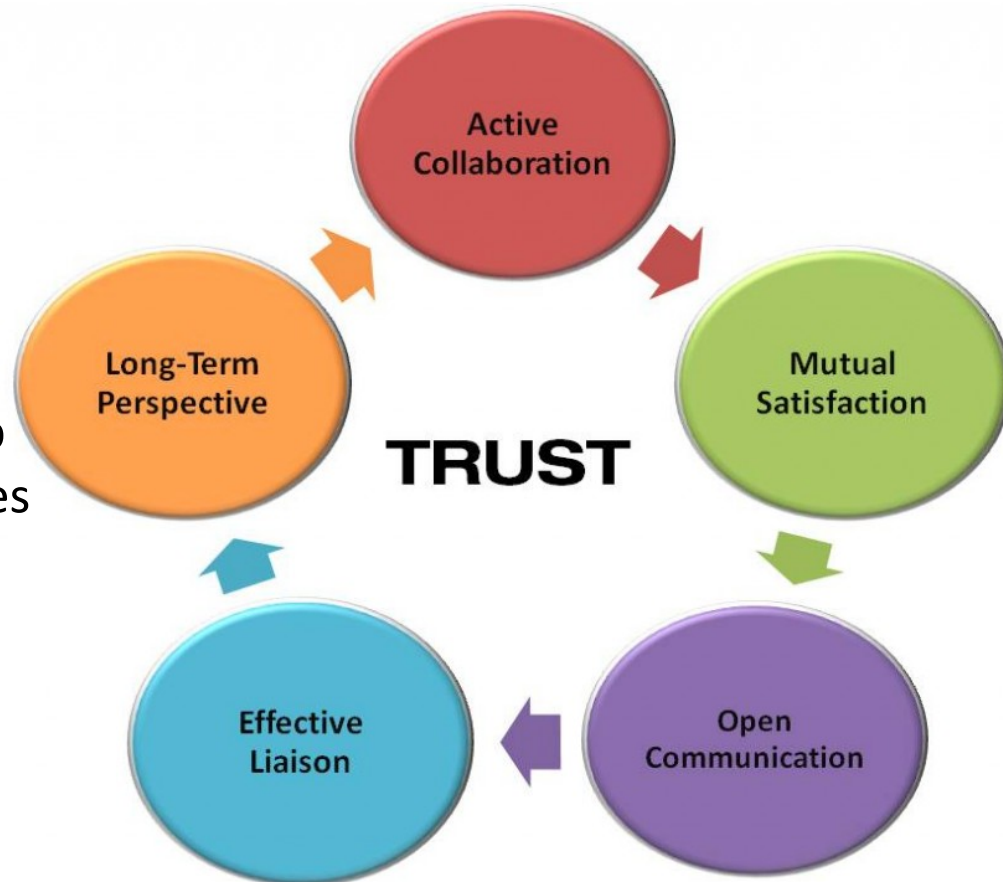 Active
Collaboration
Mutual
Satisfaction
Open
Communication
Effective
Liaison
Long-Term
Perspective
TRUST